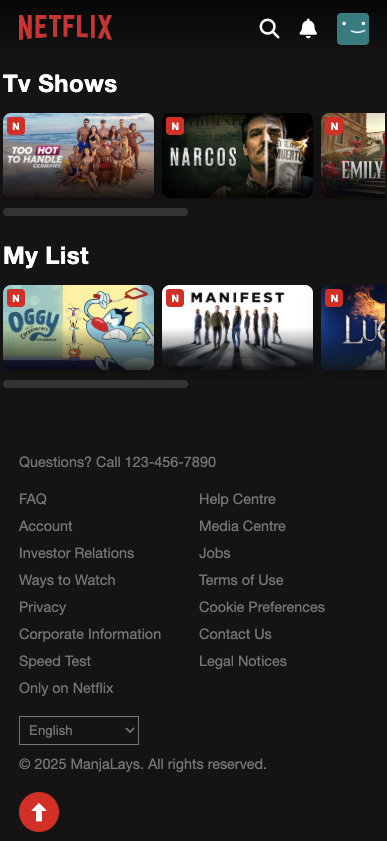 NETFLIX
Tv Shows
N
TOO HOT
TO HANDLE
GERMANY
N
NARCOS
N
EMILY
My List
N
OGGY
N
MANIFEST
N
LUC
Questions? Call 123-456-7890
FAQ
Help Centre
Account
Media Centre
Investor Relations
Jobs
Ways to Watch
Terms of Use
Privacy
Cookie Preferences
Corporate Information
Contact Us
Speed Test
Legal Notices
Only on Netflix
English
© 2025 ManjaLays. All rights reserved.